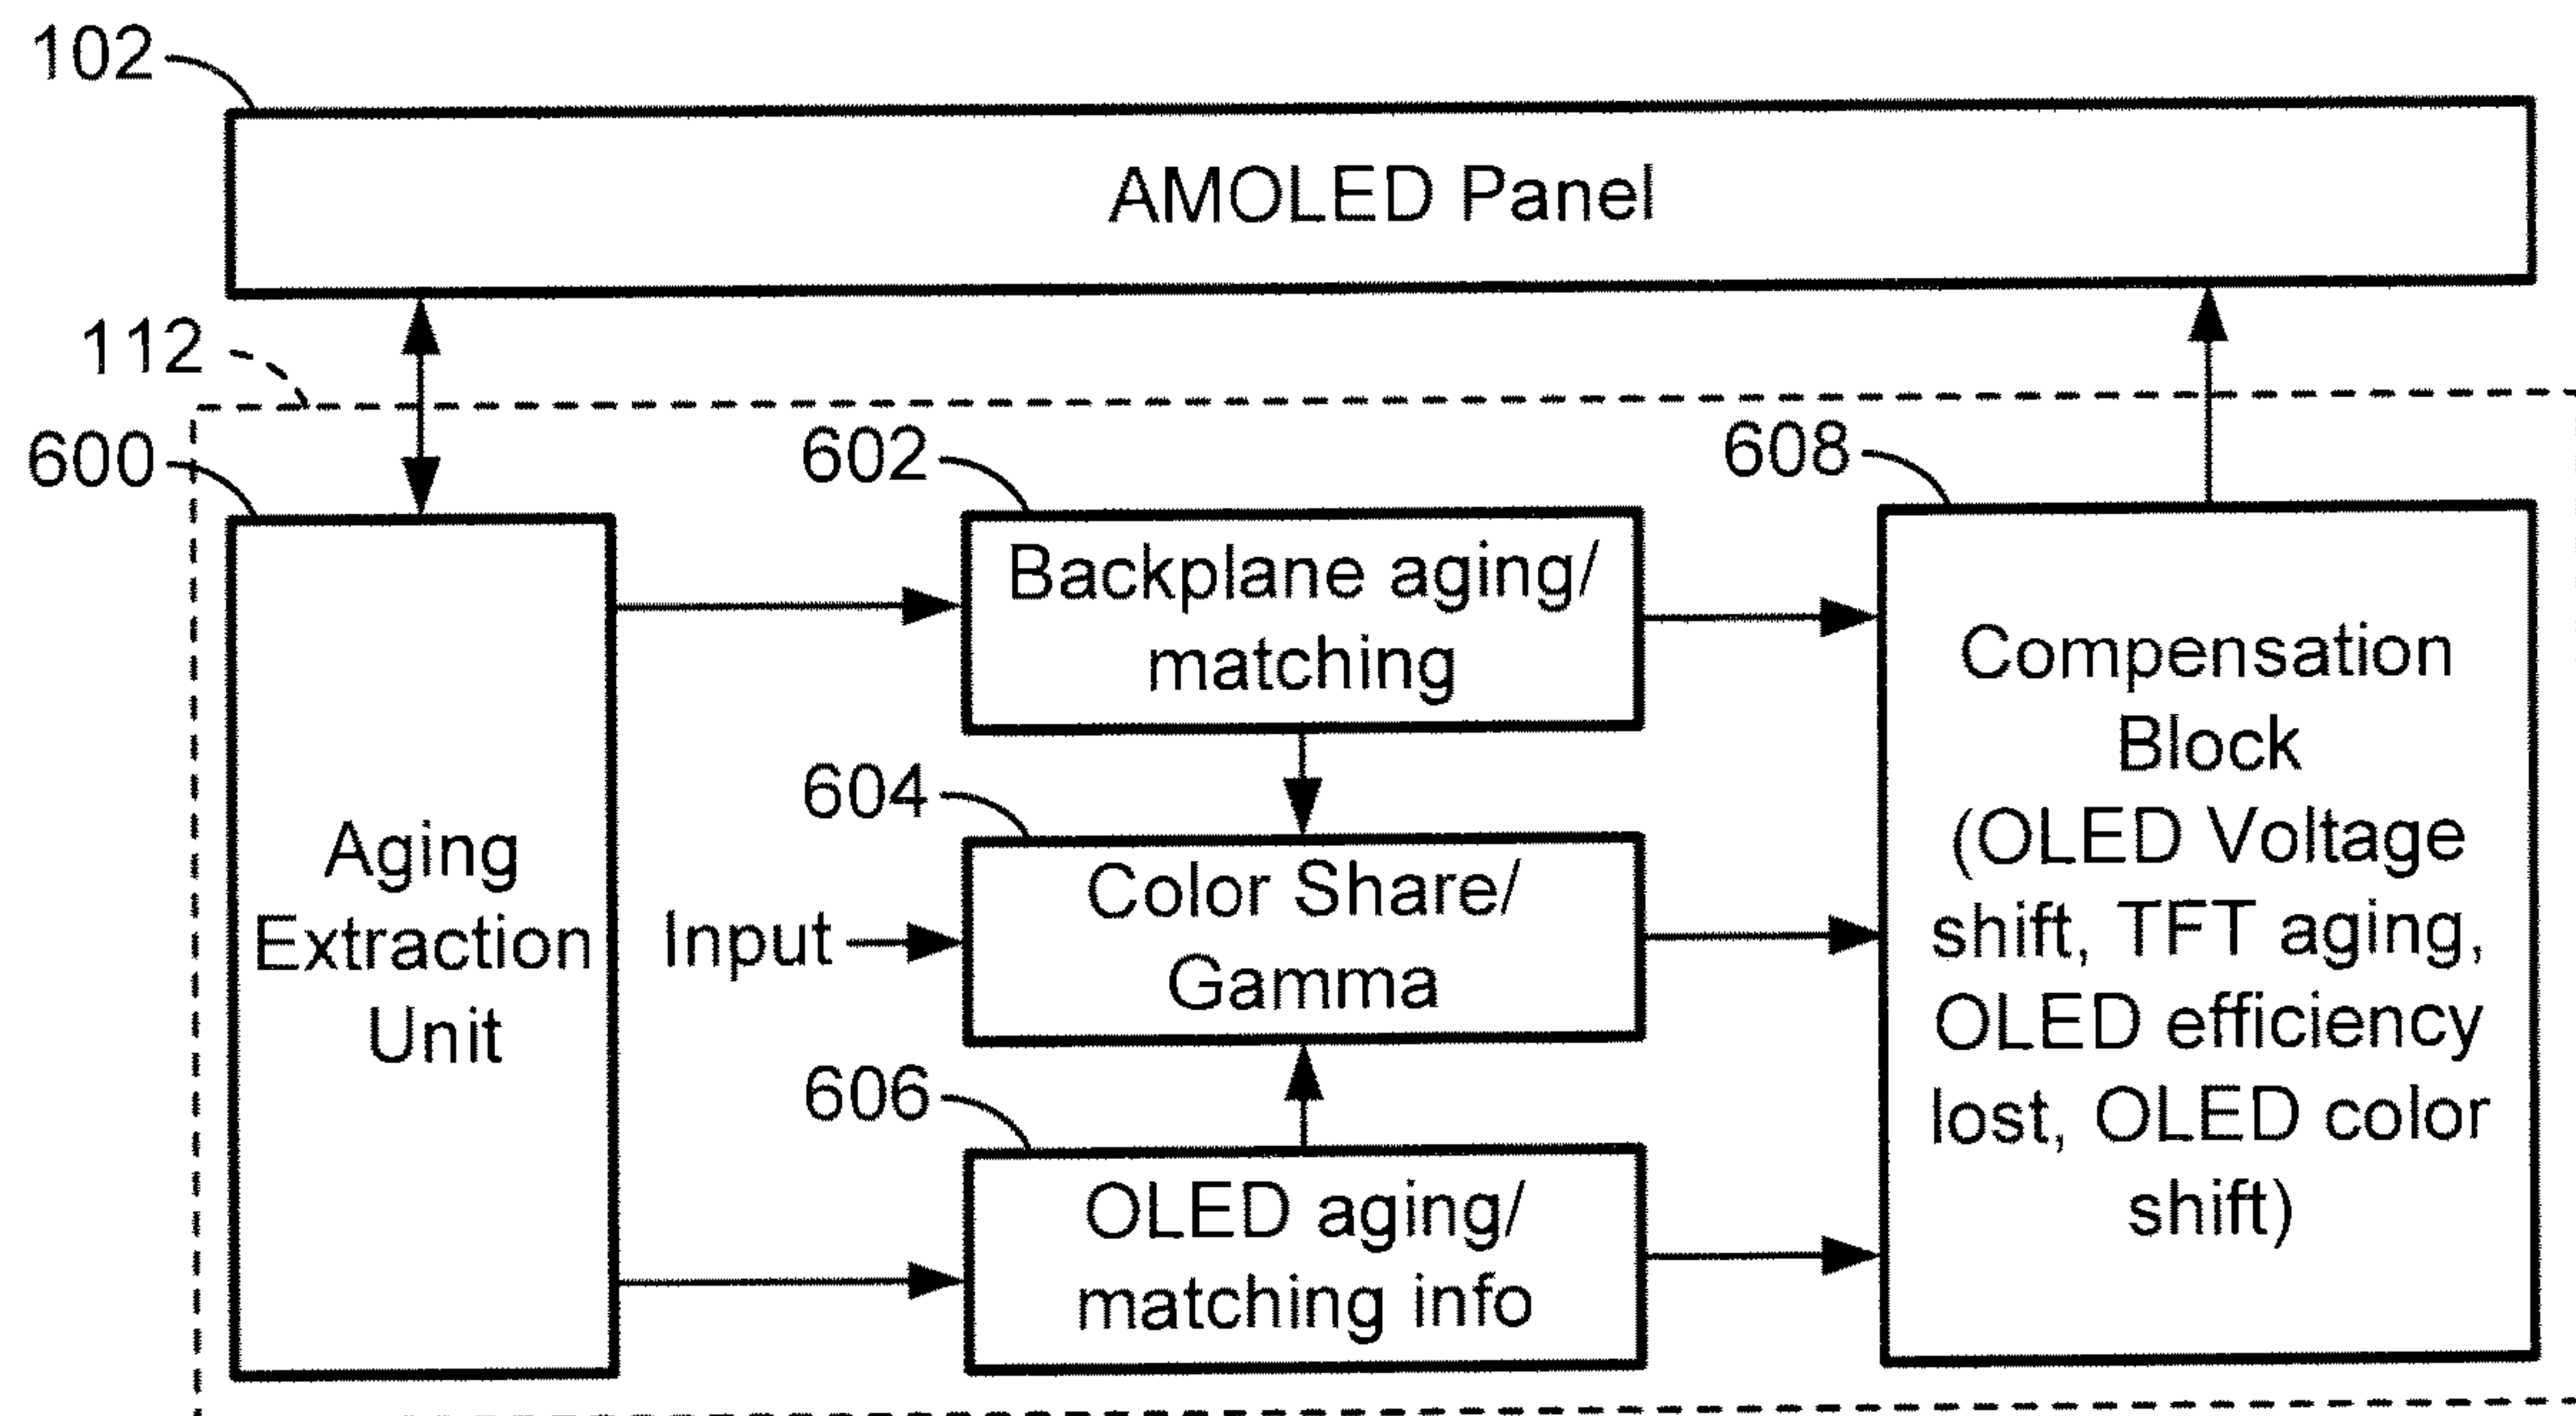 102
AMOLED Panel
112
600
602
608
Aging
Extraction
Unit
Backplane aging/
matching
604
Input
Color Share/
Gamma
606
OLED aging/
matching info
Compensation
Block
(OLED Voltage
shift, TFT aging,
OLED efficiency
lost, OLED color
shift)